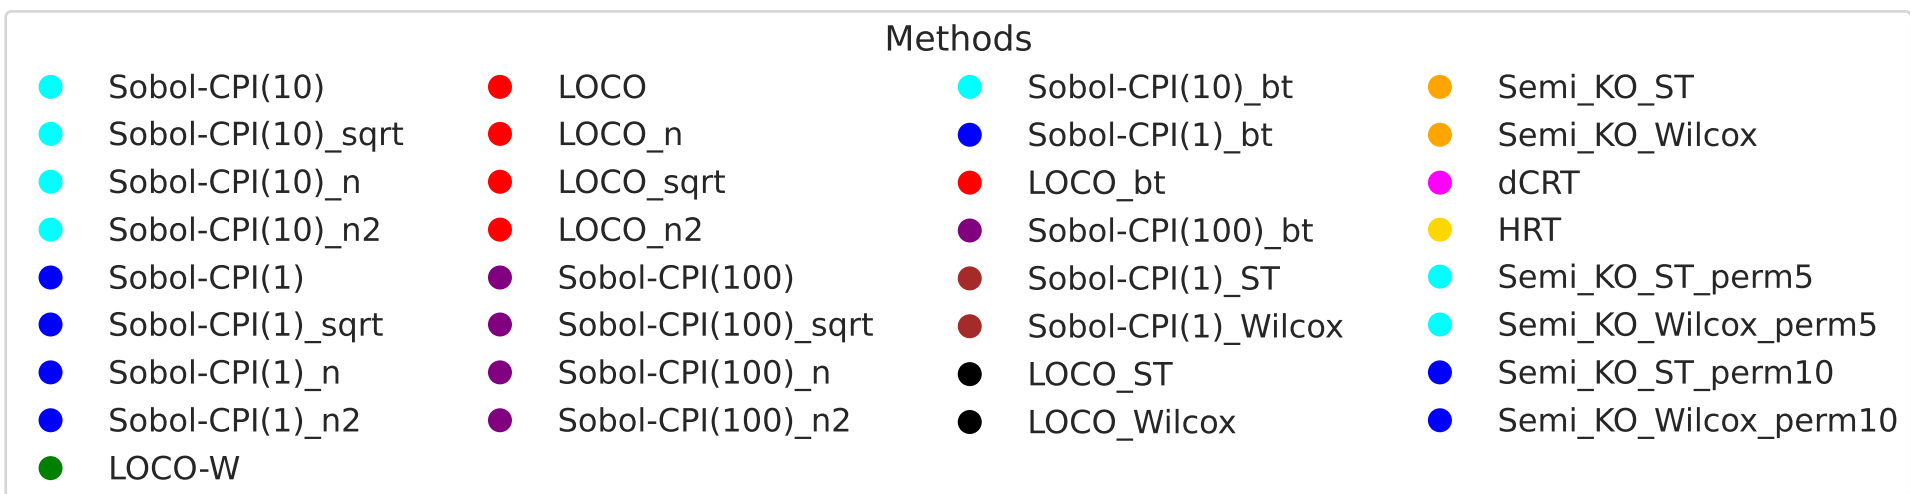 Methods
Sobol-CPI(10)
Sobol-CPI(10)_sqrt
Sobol-CPI(10)_n
Sobol-CPI(10)_n2
Sobol-CPI(1)
Sobol-CPI(1)_sqrt
Sobol-CPI(1)_n
Sobol-CPI(1)_n2
LOCO-W
LOCO
LOCO_n
LOCO_sqrt
LOCO_n2
Sobol-CPI(100)
Sobol-CPI(100)_sqrt
Sobol-CPI(100)_n
Sobol-CPI(100)_n2
Sobol-CPI(10)_bt
Sobol-CPI(1)_bt
LOCO_bt
Sobol-CPI(100)_bt
Sobol-CPI(1)_ST
Sobol-CPI(1)_Wilcox
LOCO_ST
LOCO_Wilcox
Semi_KO_ST
Semi_KO_Wilcox
dCRT
HRT
Semi_KO_ST_perm5
Semi_KO_Wilcox_perm5
Semi_KO_ST_perm10
Semi_KO_Wilcox_perm10